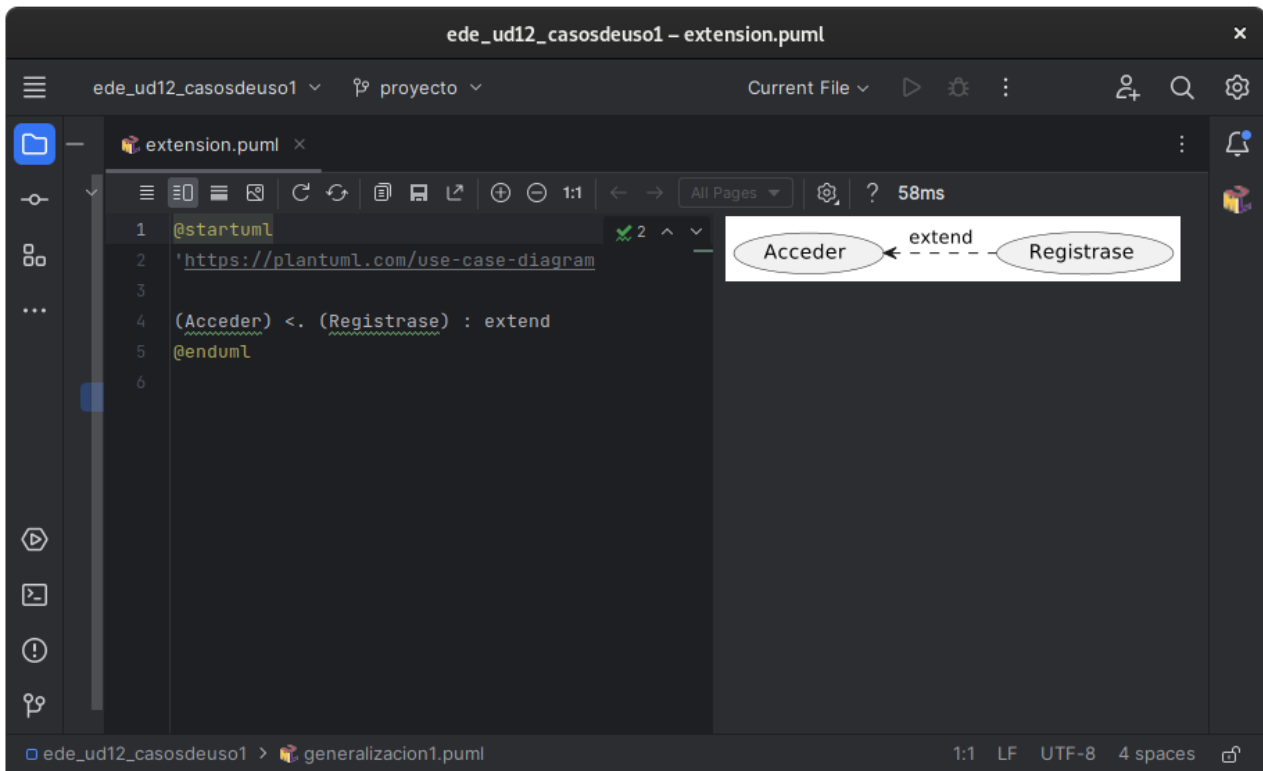 ede_ud12_casosdeuso1 – extension.puml
ede_ud12_casosdeuso1 proyecto Current File
extension.puml
1:1 All Pages ? 58ms
1 @startuml 2
2 'https://plantuml.com/use-case-diagram
3
4 (Acceder) <. (Registrase) : extend
5 @enduml
6
Acceder extend Registrase
ede_ud12_casosdeuso1 > generalizacion1.puml 1:1 LF UTF-8 4 spaces